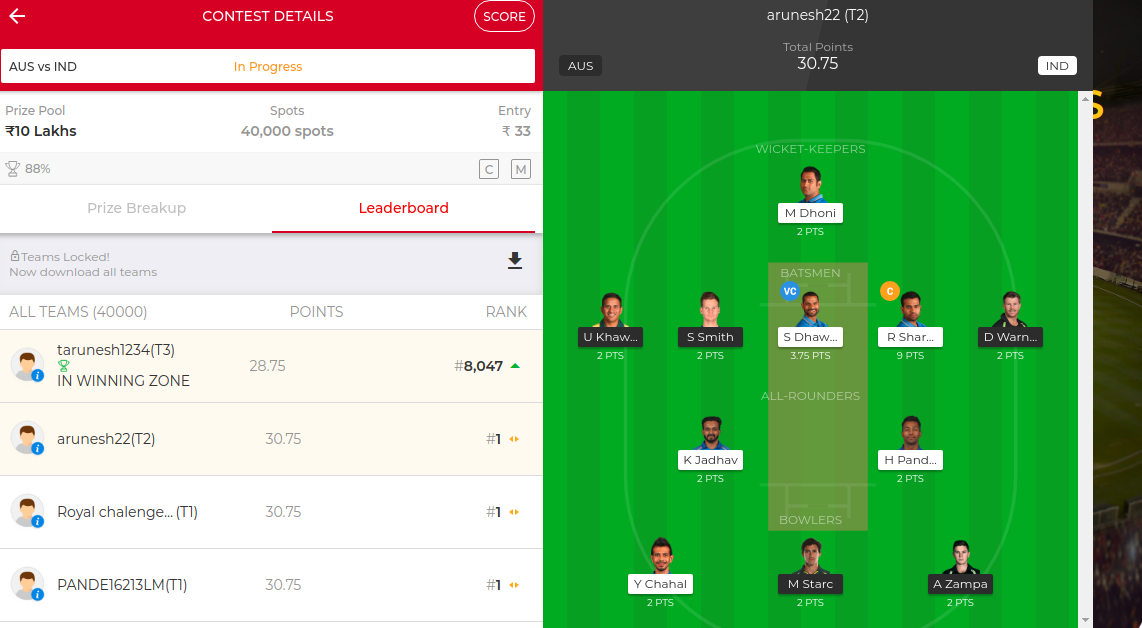 CONTEST DETAILS
SCORE
AUS vs IND
In Progress
Prize Pool
Spots
Entry
₹10 Lakhs
40,000 spots
₹ 33
88%
C
M
Prize Breakup
Leaderboard
Teams Locked!
Now download all teams
ALL TEAMS (40000)
POINTS
RANK
tarunesh1234(T3)
IN WINNING ZONE
28.75
#8,047
arunesh22(T2)
30.75
#1
Royal chalenge... (T1)
30.75
#1
PANDE16213LM(T1)
30.75
#1
arunesh22 (T2)
Total Points
30.75
AUS
IND
WICKET-KEEPERS
M Dhoni
2 PTS
BATSMEN
VC
C
U Khaw...
S Smith
S Dhaw...
R Shar...
D Warn...
2 PTS
2 PTS
3.75 PTS
9 PTS
2 PTS
ALL-ROUNDERS
K Jadhav
H Pand...
2 PTS
2 PTS
BOWLERS
Y Chahal
M Starc
A Zampa
2 PTS
2 PTS
2 PTS